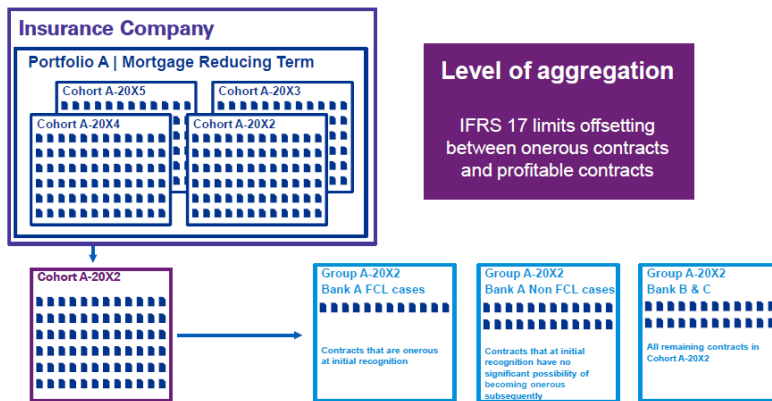 Insurance Company
Portfolio A | Mortgage Reducing Term
Cohort A-20X5
Cohort A-20X3
Cohort A-20X4
Cohort A-20X2
Level of aggregation
IFRS 17 limits offsetting
between onerous contracts
and profitable contracts
Cohort A-20X2
Group A-20X2
Bank A FCL cases
Contracts that are onerous
at initial recognition
Group A-20X2
Bank A Non FCL cases
Contracts that at initial
recognition have no
significant possibility of
becoming onerous
subsequently
Group A-20X2
Bank B & C
All remaining contracts in
Cohort A-20X2